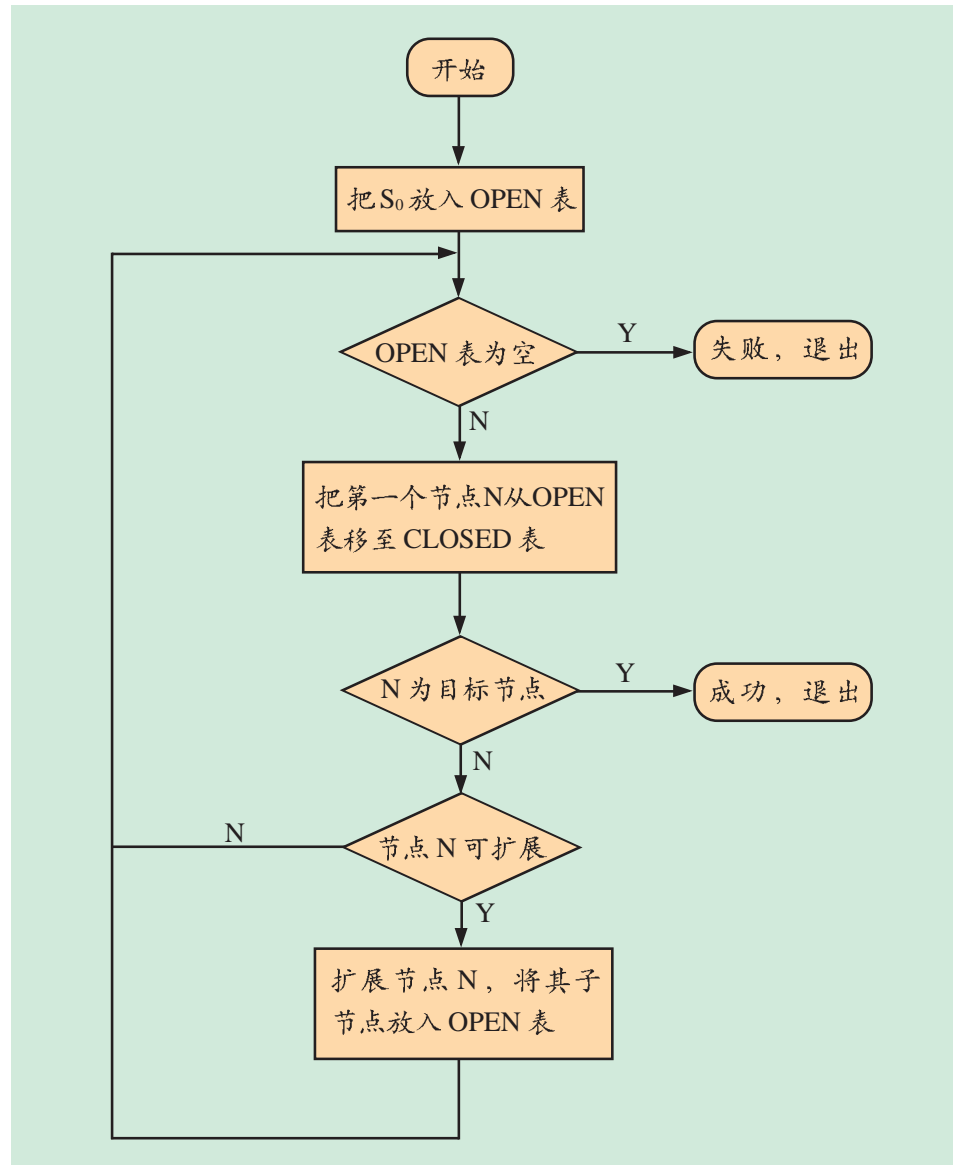 开始
把S₀放入 OPEN 表
OPEN 表为空
Y
失败，退出
N
把第一个节点N从OPEN
表移至 CLOSED 表
N 为目标节点
Y
成功，退出
N
节点 N 可扩展
N
Y
扩展节点 N，将其子
节点放入 OPEN 表